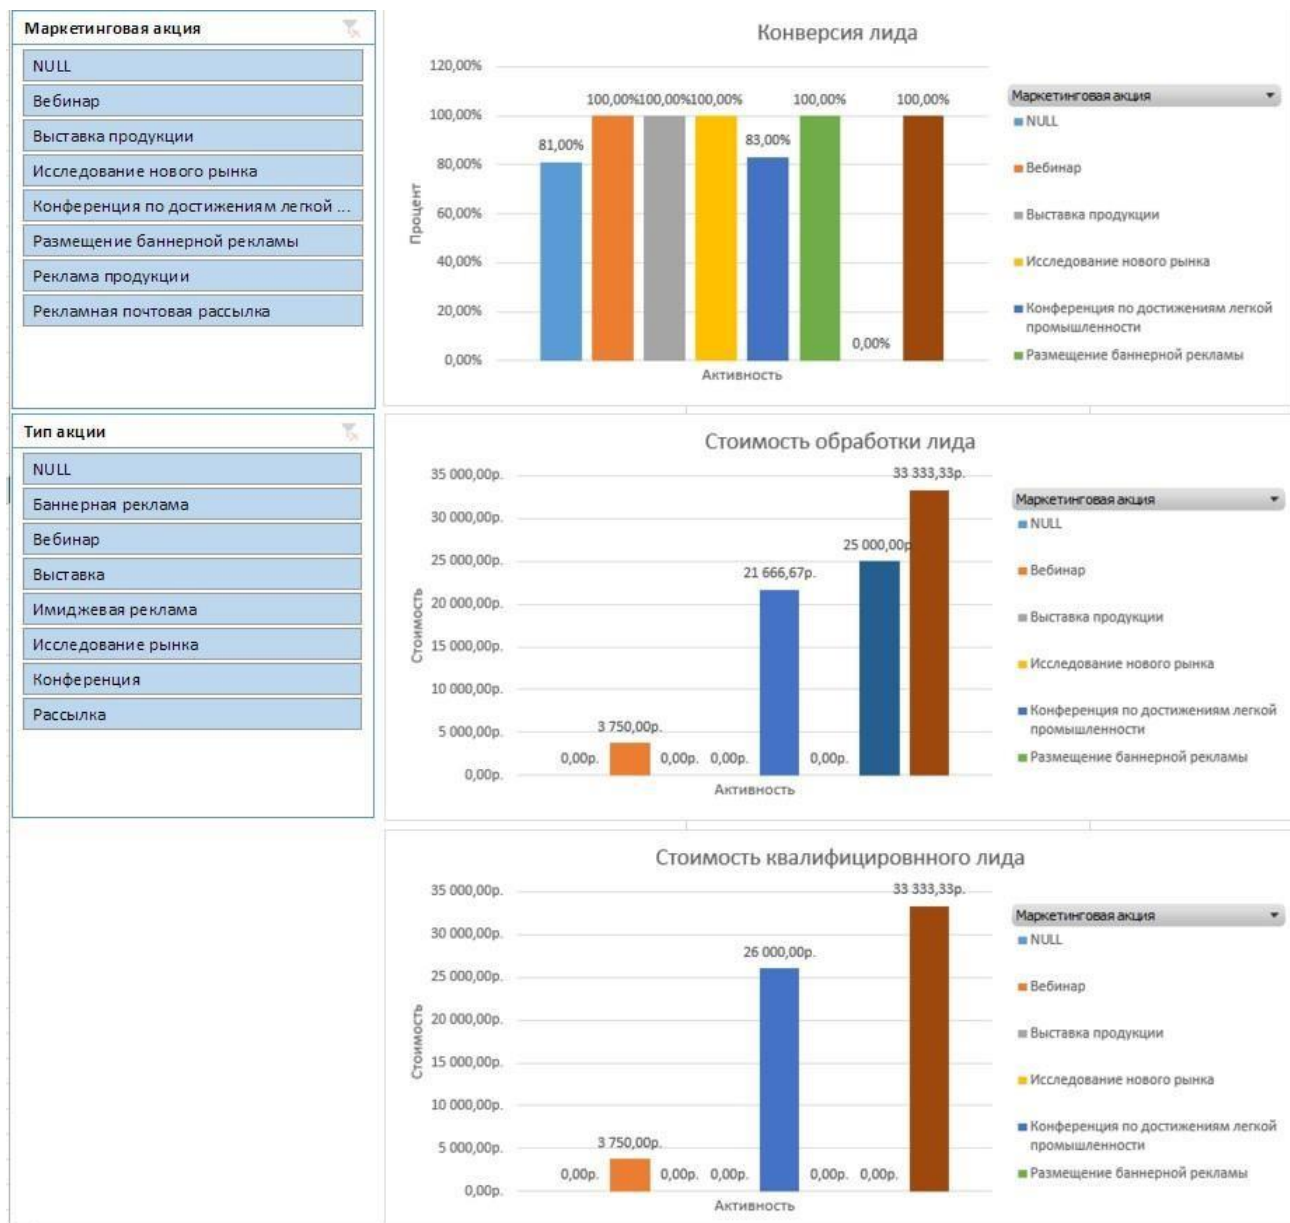 Маркетинговая акция
NULL
Вебинар
Выставка продукции
Исследование нового рынка
Конференция по достижениям легкой ...
Размещение баннерной рекламы
Реклама продукции
Рекламная почтовая рассылка
Конверсия лида
120,00%
100,00%
80,00%
60,00%
40,00%
20,00%
0,00%
Процент
81,00%
100,00%
100,00%
100,00%
83,00%
100,00%
0,00%
100,00%
Активность
Маркетинговая акция
NULL
Вебинар
Выставка продукции
Исследование нового рынка
Конференция по достижениям легкой
промышленности
Размещение баннерной рекламы
Тип акции
NULL
Баннерная реклама
Вебинар
Выставка
Имиджевая реклама
Исследование рынка
Конференция
Рассылка
Стоимость обработки лида
35 000,00р.
30 000,00р.
25 000,00р.
20 000,00р.
15 000,00р.
10 000,00р.
5 000,00р.
0,00р.
Стоимость
0,00р.
3 750,00р.
0,00р.
0,00р.
21 666,67р.
0,00р.
25 000,00р
33 333,33р.
Активность
Маркетинговая акция
NULL
Вебинар
Выставка продукции
Исследование нового рынка
Конференция по достижениям легкой
промышленности
Размещение баннерной рекламы
Стоимость квалифицировнного лида
35 000,00р.
30 000,00р.
25 000,00р.
20 000,00р.
15 000,00р.
10 000,00р.
5 000,00р.
0,00р.
Стоимость
0,00р.
3 750,00р.
0,00р.
0,00р.
26 000,00р.
0,00р.
0,00р.
33 333,33р.
Активность
Маркетинговая акция
NULL
Вебинар
Выставка продукции
Исследование нового рынка
Конференция по достижениям легкой
промышленности
Размещение баннерной рекламы